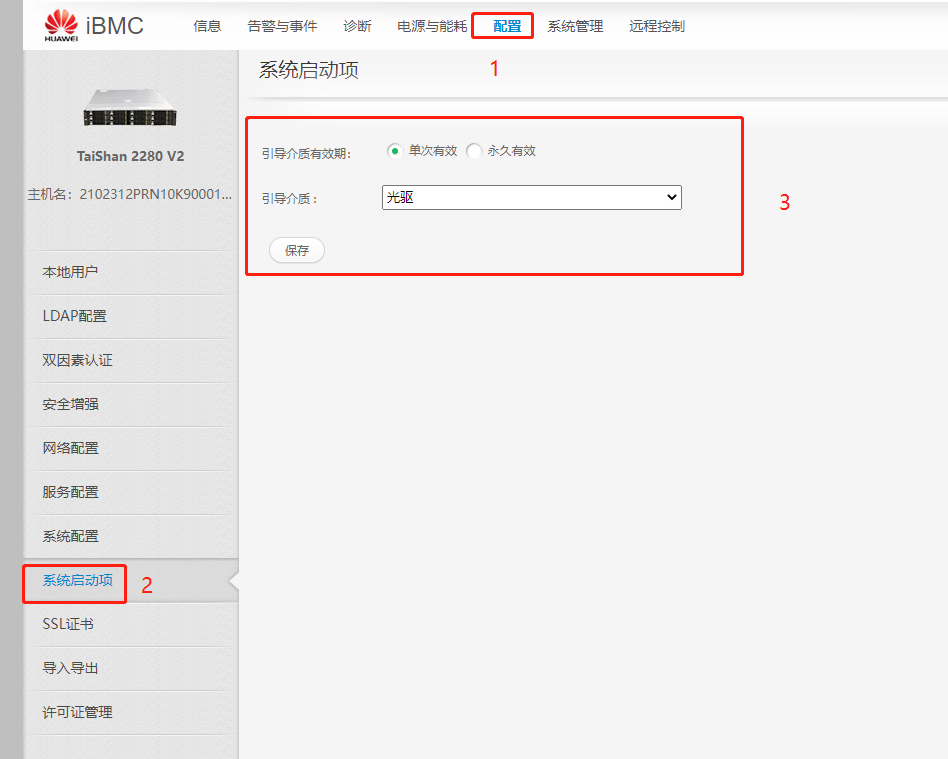 HUAWEI iBMC 信息 告警与事件 诊断 电源与能耗 配置 系统管理 远程控制
1
系统启动项
TaiShan 2280 V2
主机名: 2102312PRN10K90001...
引导介质有效期: 单次有效 永久有效
引导介质: 光驱
3
保存
本地用户
LDAP配置
双因素认证
安全增强
网络配置
服务配置
系统配置
系统启动项 2
SSL证书
导入导出
许可证管理